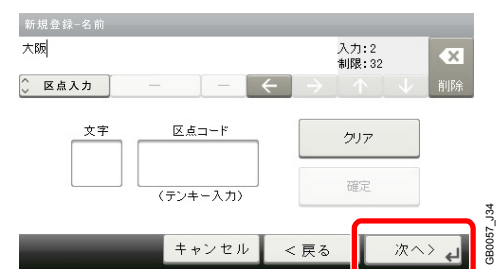 新規登録-名前
大阪
入力:2
制限:32
削除
区点入力 － － ← → ↑ ↓
文字 区点コード クリア
(テンキー入力) 確定
キャンセル < 戻る 次へ >
GB0057_J34